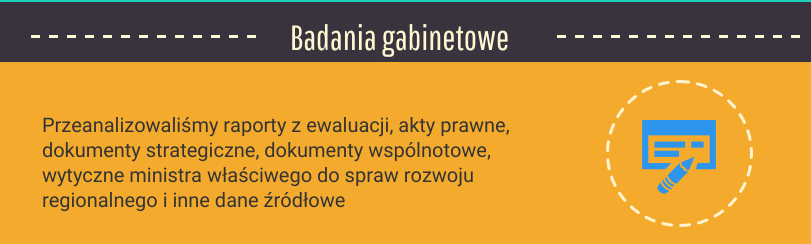 Badania gabinetowe
Przeanalizowaliśmy raporty z ewaluacji, akty prawne,
dokumenty strategiczne, dokumenty wspólnotowe,
wytyczne ministra właściwego do spraw rozwoju
regionalnego i inne dane źródłowe